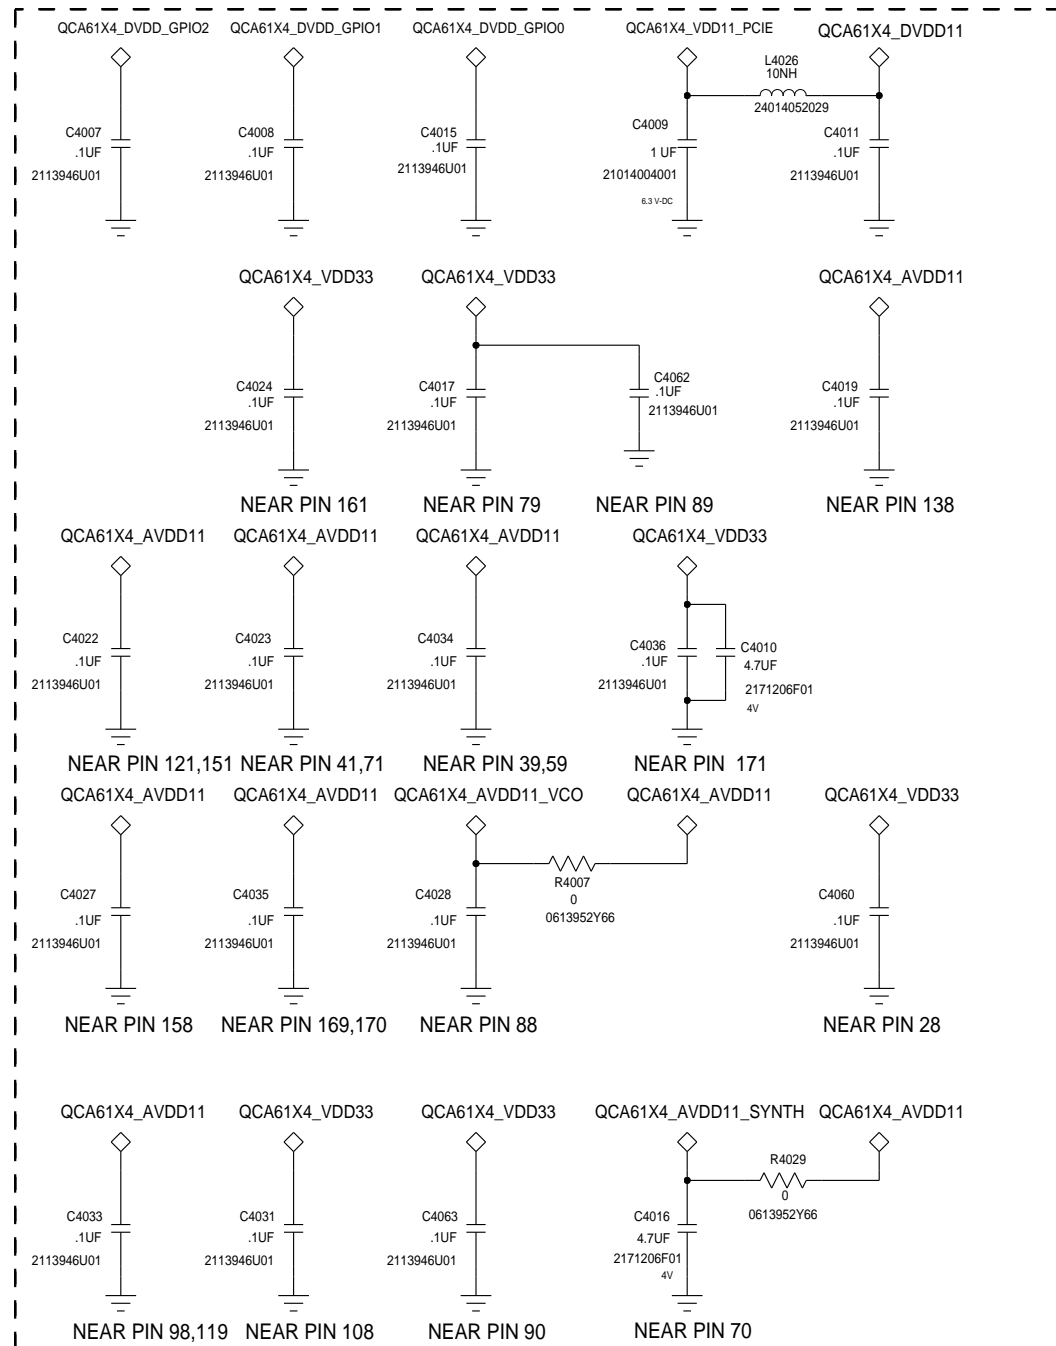 QCA61X4_DVDD_GPIO2 QCA61X4_DVDD_GPIO1 QCA61X4_DVDD_GPIO0 QCA61X4_VDD11_PCIE QCA61X4_DVDD11
L4026
10NH
24014052029
C4007
.1UF
2113946U01
C4008
.1UF
2113946U01
C4015
.1UF
2113946U01
C4009
1 UF
21014004001
6.3 V-DC
C4011
.1UF
2113946U01
QCA61X4_VDD33 QCA61X4_VDD33 QCA61X4_AVDD11
C4024
.1UF
2113946U01
C4017
.1UF
2113946U01
C4062
.1UF
2113946U01
C4019
.1UF
2113946U01
NEAR PIN 161 NEAR PIN 79 NEAR PIN 89 NEAR PIN 138
QCA61X4_AVDD11 QCA61X4_AVDD11 QCA61X4_AVDD11 QCA61X4_VDD33
C4022
.1UF
2113946U01
C4023
.1UF
2113946U01
C4034
.1UF
2113946U01
C4036
.1UF
2113946U01
C4010
4.7UF
2171206F01
4V
NEAR PIN 121,151 NEAR PIN 41,71 NEAR PIN 39,59 NEAR PIN 171
QCA61X4_AVDD11 QCA61X4_AVDD11 QCA61X4_AVDD11_VCO QCA61X4_AVDD11 QCA61X4_VDD33
C4027
.1UF
2113946U01
C4035
.1UF
2113946U01
C4028
.1UF
2113946U01
R4007
0
0613952Y66
C4060
.1UF
2113946U01
NEAR PIN 158 NEAR PIN 169,170 NEAR PIN 88 NEAR PIN 28
QCA61X4_AVDD11 QCA61X4_VDD33 QCA61X4_VDD33 QCA61X4_AVDD11_SYNTH QCA61X4_AVDD11
R4029
0
0613952Y66
C4033
.1UF
2113946U01
C4031
.1UF
2113946U01
C4063
.1UF
2113946U01
C4016
4.7UF
2171206F01
4V
NEAR PIN 98,119 NEAR PIN 108 NEAR PIN 90 NEAR PIN 70